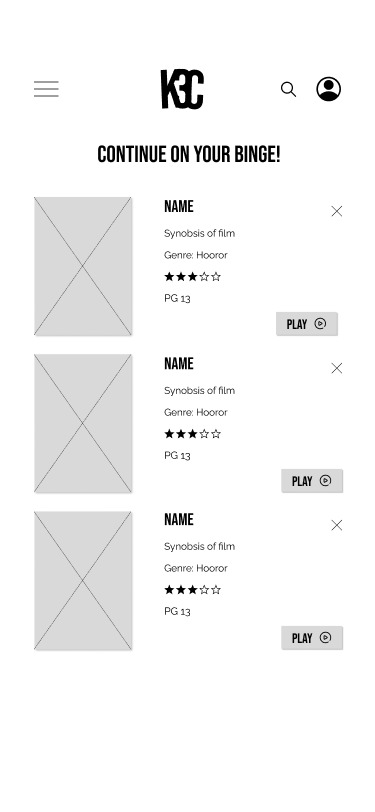 K3C
CONTINUE ON YOUR BINGE!
NAME
Synobsis of film
Genre: Hooror
PG 13
PLAY
NAME
Synobsis of film
Genre: Hooror
PG 13
PLAY
NAME
Synobsis of film
Genre: Hooror
PG 13
PLAY